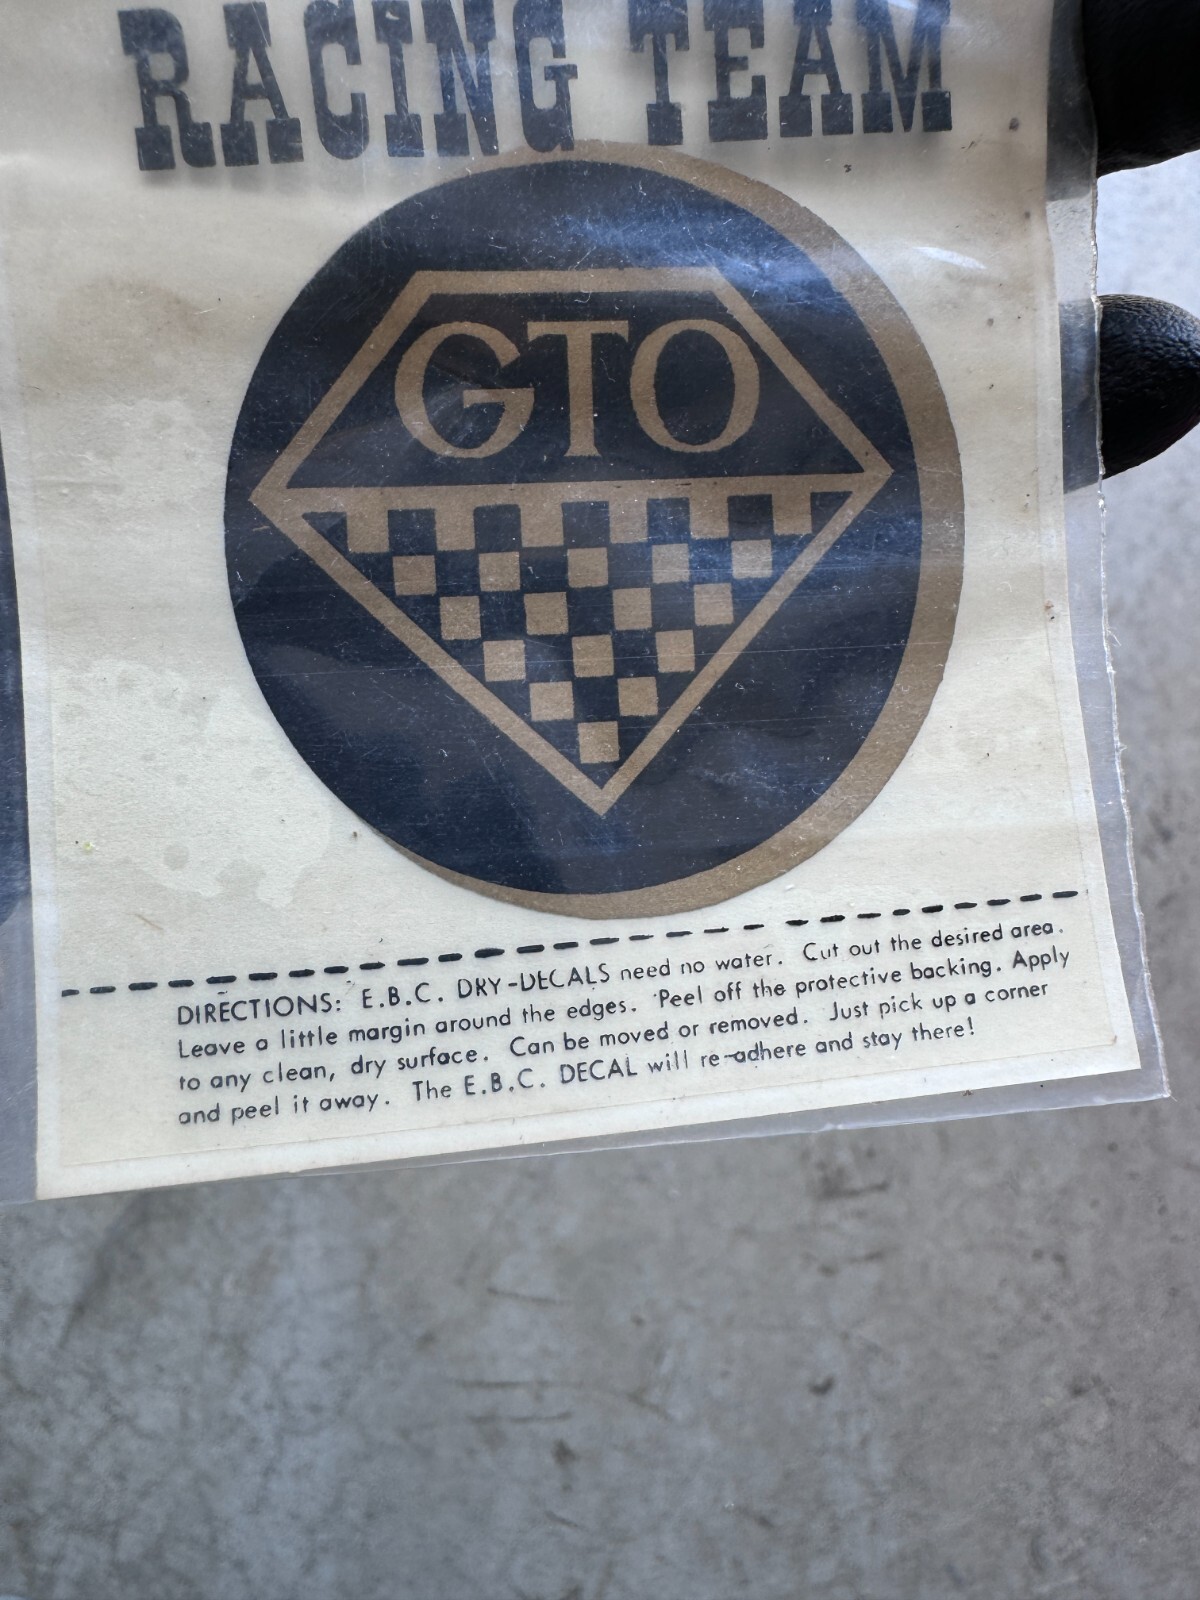 RACING TEAM
GTO
DIRECTIONS: E.B.C. DRY-DECALS need no water. Cut out the desired area.
Leave a little margin around the edges. Peel off the protective backing. Apply
to any clean, dry surface. Can be moved or removed. Just pick up a corner
and peel it away. The E.B.C. DECAL will re-adhere and stay there!